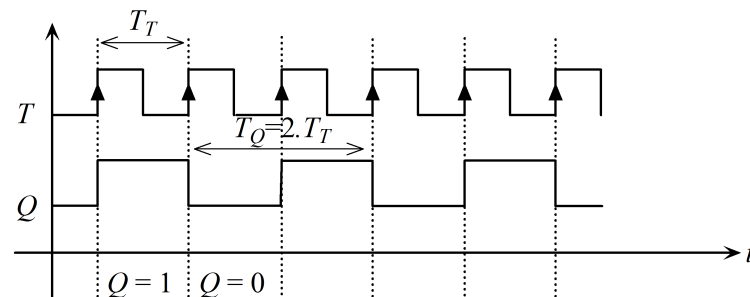 T_T
T
T_Q=2.T_T
Q
t
Q = 1 Q = 0